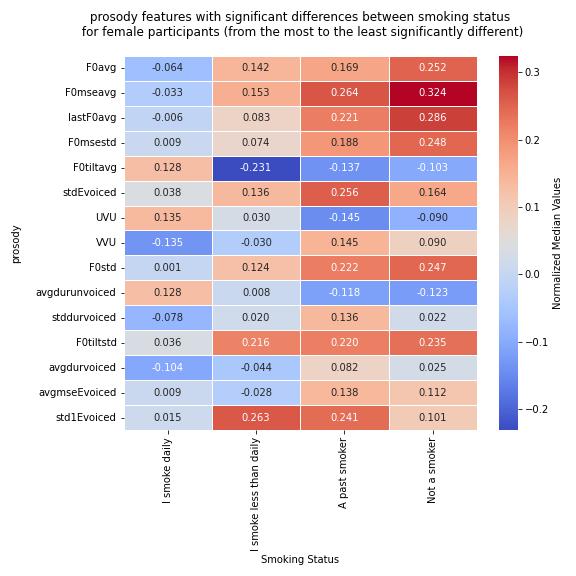 prosody features with significant differences between smoking status
for female participants (from the most to the least significantly different)
F0avg -0.064 0.142 0.169 0.252
F0mseavg -0.033 0.153 0.264 0.324
lastF0avg -0.006 0.083 0.221 0.286
F0msestd 0.009 0.074 0.188 0.248
F0tiltavg 0.128 -0.231 -0.137 -0.103
stdEvoiced 0.038 0.136 0.256 0.164
UVU 0.135 0.030 -0.145 -0.090
VVU -0.135 -0.030 0.145 0.090
F0std 0.001 0.124 0.222 0.247
avgdurunvoiced 0.128 0.008 -0.118 -0.123
stddurvoiced -0.078 0.020 0.136 0.022
F0tiltstd 0.036 0.216 0.220 0.235
avgdurvoiced -0.104 -0.044 0.082 0.025
avgmseEvoiced 0.009 -0.028 0.138 0.112
std1Evoiced 0.015 0.263 0.241 0.101
prosody
I smoke daily
I smoke less than daily
A past smoker
Not a smoker
Smoking Status
0.3
0.2
0.1
0.0
−0.1
−0.2
Normalized Median Values